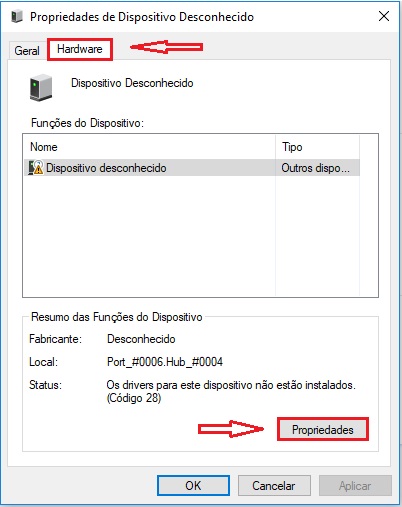 Propriedades de Dispositivo Desconhecido
Geral Hardware
Dispositivo Desconhecido
Funções do Dispositivo:
Nome Tipo
Dispositivo desconhecido Outros dispo...
Resumo das Funções do Dispositivo
Fabricante: Desconhecido
Local: Port_#0006.Hub_#0004
Status: Os drivers para este dispositivo não estão instalados.
(Código 28)
Propriedades
OK Cancelar Aplicar